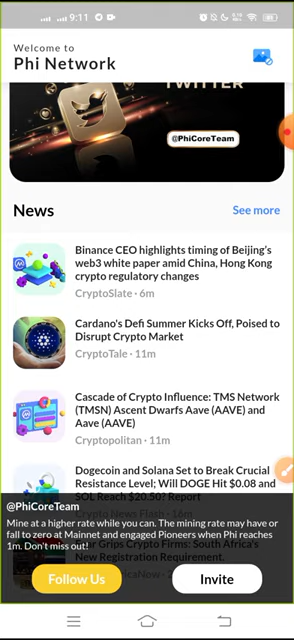 9:11
Welcome to
Phi Network
TWITTER
@PhiCoreTeam
News
See more
Binance CEO highlights timing of Beijing's
web3 white paper amid China, Hong Kong
crypto regulatory changes
CryptoSlate · 6m
Cardano's Defi Summer Kicks Off, Poised to
Disrupt Crypto Market
CryptoTale · 11m
Cascade of Crypto Influence: TMS Network
(TMSN) Ascent Dwarfs Aave (AAVE) and
Aave (AAVE)
Cryptopolitan · 11m
Dogecoin and Solana Set to Break Crucial
Resistance Level; Will DOGE Hit $0.08 and
SOL Reach $20.50? Report
Crypto News Flash · 16m
@PhiCoreTeam
Mine at a higher rate while you can. The mining rate may have or
fall to zero at Mainnet and engaged Pioneers when Phi reaches
1m. Don't miss out!
Fear Grips Crypto Firms: South Africa's
New Registration Requirement.
Follow Us
Invite